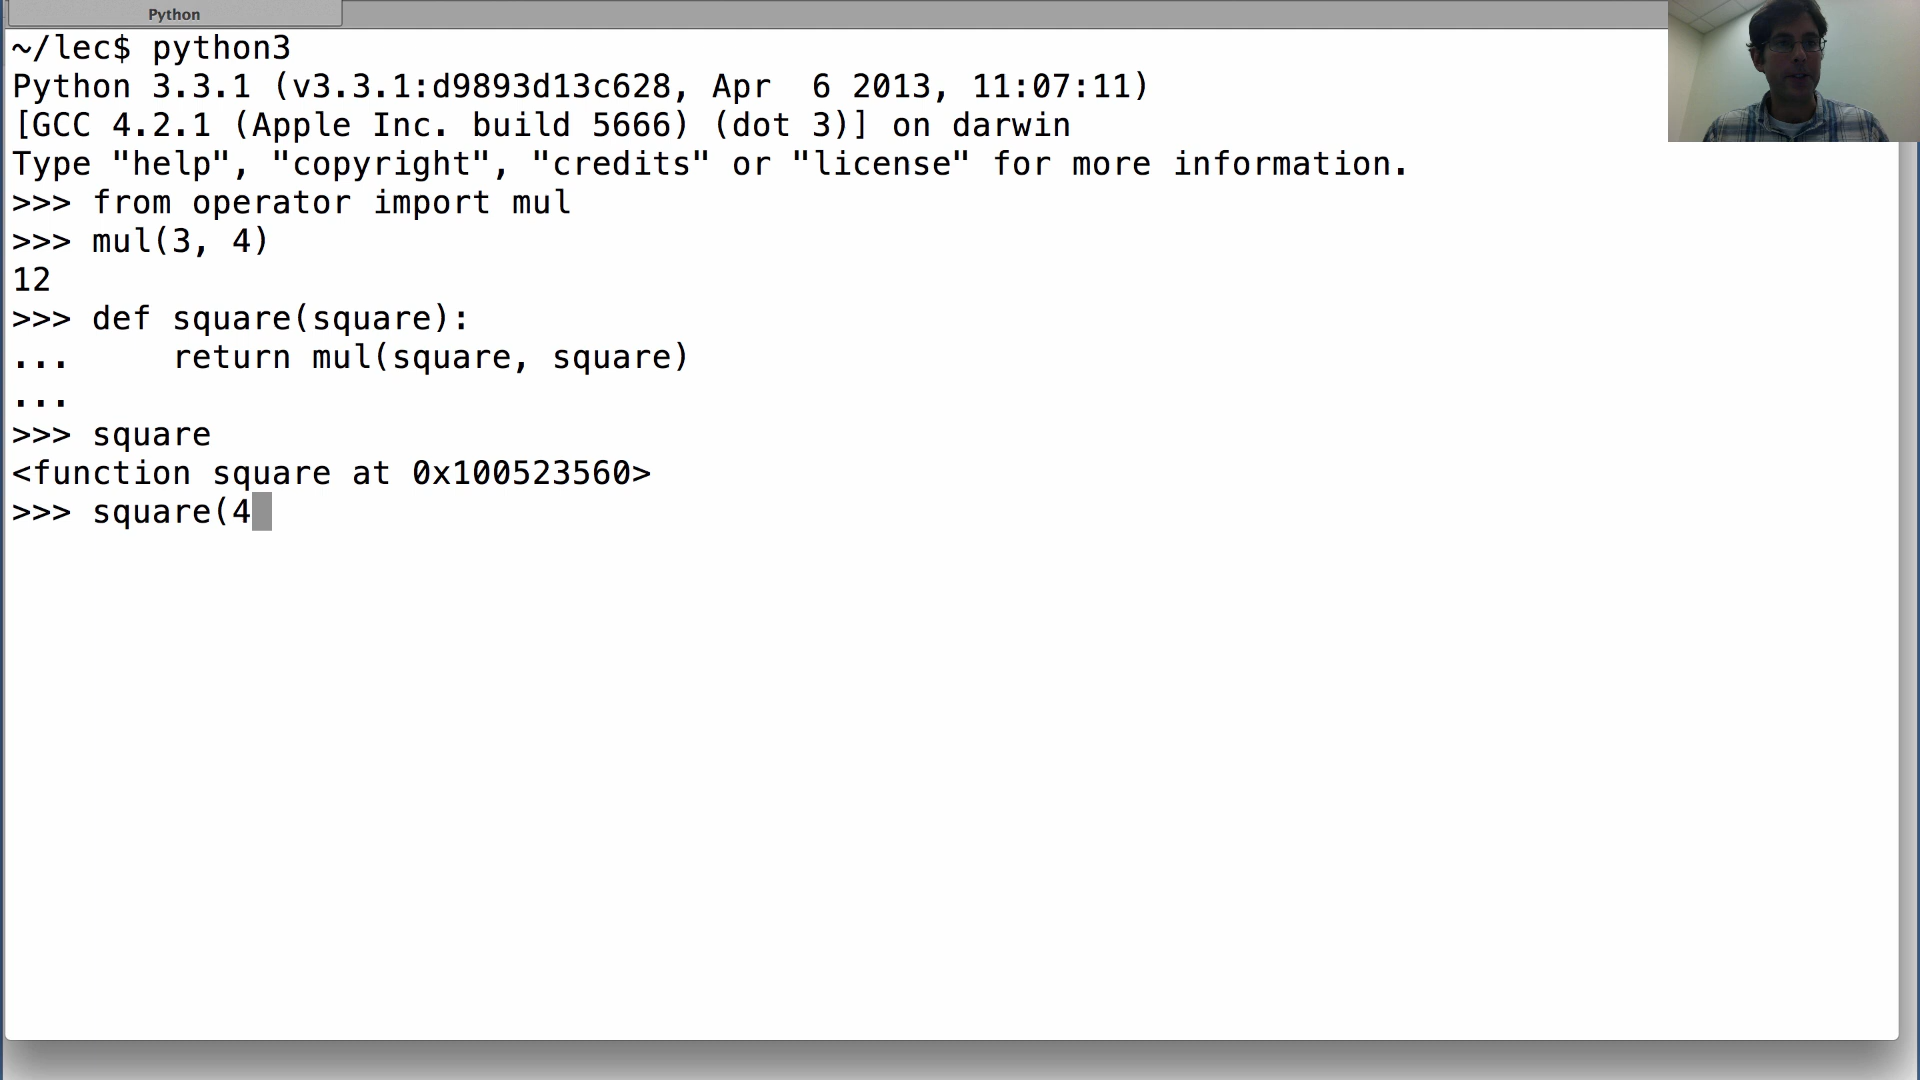 Python
~/lec$ python3
Python 3.3.1 (v3.3.1:d9893d13c628, Apr  6 2013, 11:07:11)
[GCC 4.2.1 (Apple Inc. build 5666) (dot 3)] on darwin
Type "help", "copyright", "credits" or "license" for more information.
>>> from operator import mul
>>> mul(3, 4)
12
>>> def square(square):
...     return mul(square, square)
...
>>> square
<function square at 0x100523560>
>>> square(4